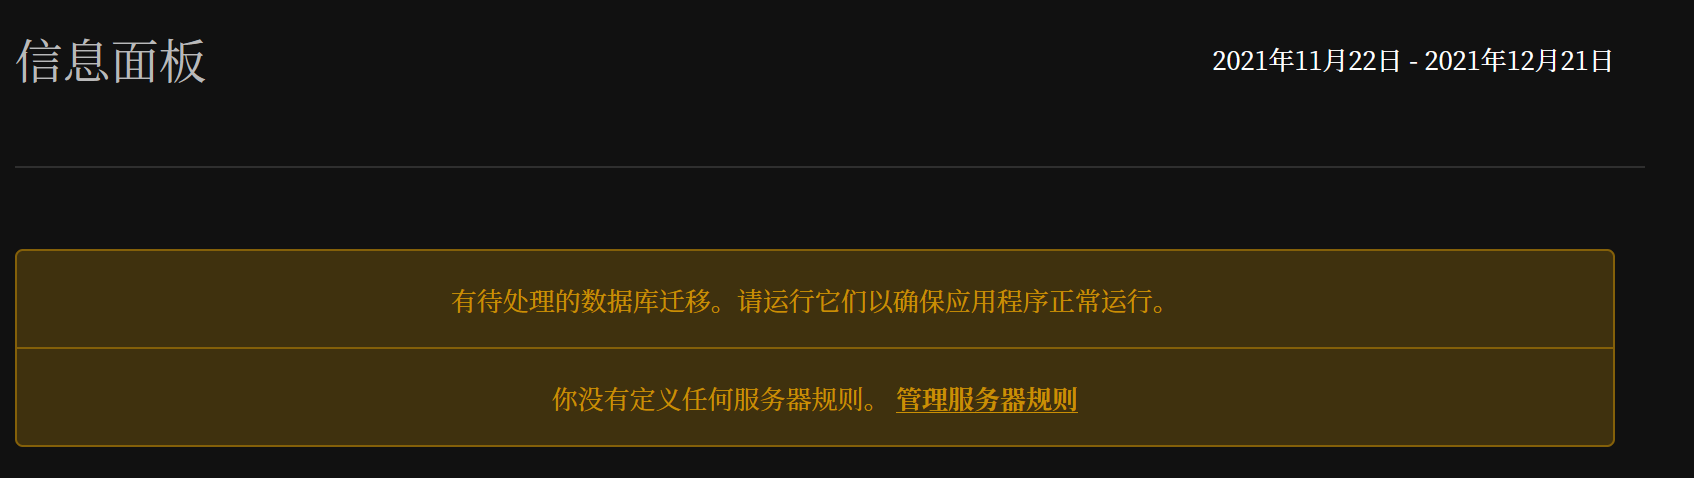 信息面板
2021年11月22日 - 2021年12月21日
有待处理的数据库迁移。请运行它们以确保应用程序正常运行。
你没有定义任何服务器规则。 管理服务器规则